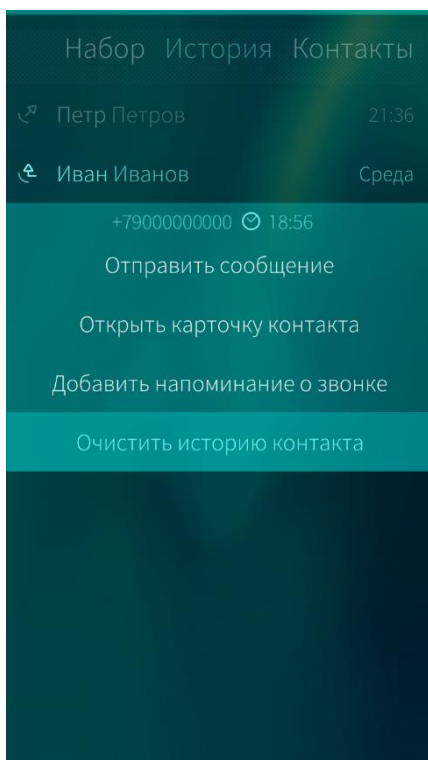 Набор История Контакты
Петр Петров 21:36
Иван Иванов Среда
+79000000000 18:56
Отправить сообщение
Открыть карточку контакта
Добавить напоминание о звонке
Очистить историю контакта